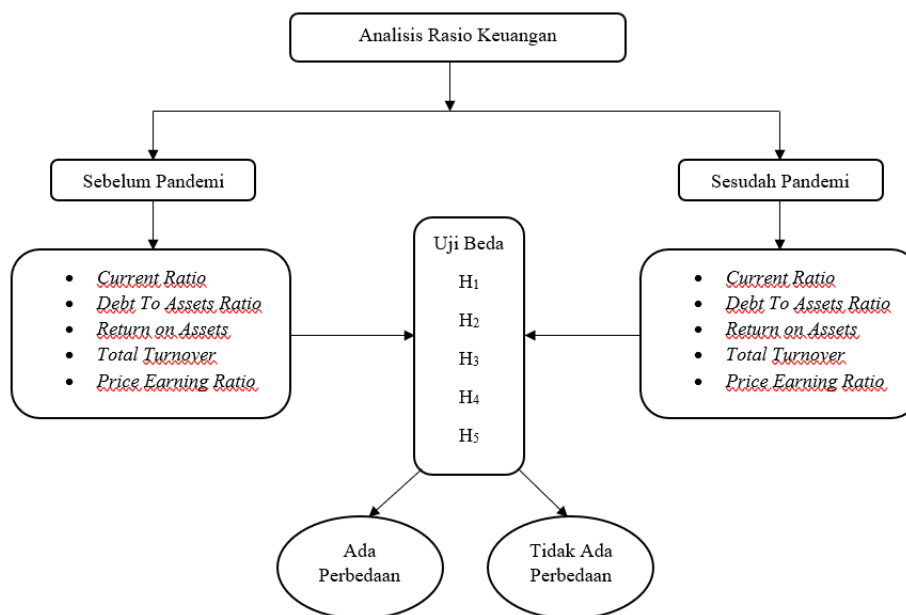 Analisis Rasio Keuangan
Sebelum Pandemi
Sesudah Pandemi
• Current Ratio
• Debt To Assets Ratio
• Return on Assets
• Total Turnover
• Price Earning Ratio
Uji Beda
H1
H2
H3
H4
H5
• Current Ratio
• Debt To Assets Ratio
• Return on Assets
• Total Turnover
• Price Earning Ratio
Ada
Perbedaan
Tidak Ada
Perbedaan